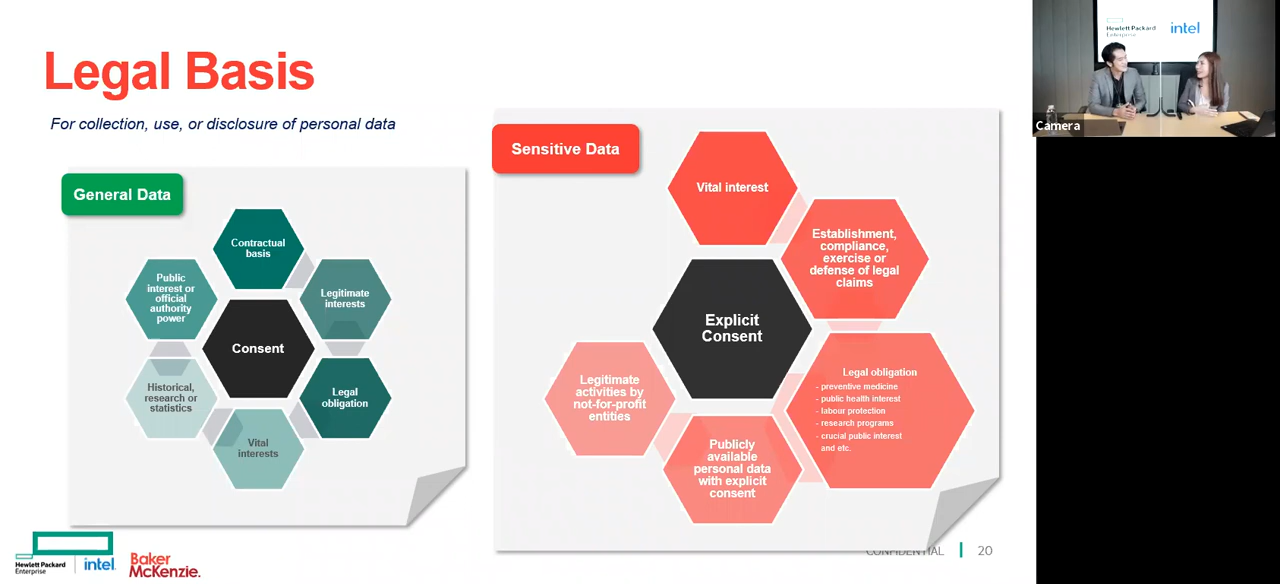 Legal Basis
For collection, use, or disclosure of personal data
General Data
Contractual
basis
Legitimate
interests
Legal
obligation
Vital
interests
Historical,
research or
statistics
Public
interest or
official
authority
power
Consent
Sensitive Data
Vital interest
Establishment,
compliance,
exercise or
defense of legal
claims
Legal obligation
- preventive medicine
- public health interest
- labour protection
- research programs
- crucial public interest
and etc.
Publicly
available
personal data
with explicit
consent
Legitimate
activities by
not-for-profit
entities
Explicit
Consent
Hewlett Packard
Enterprise
intel.
Baker
McKenzie.
CONFIDENTIAL
20
Hewlett Packard
Enterprise
intel
Camera